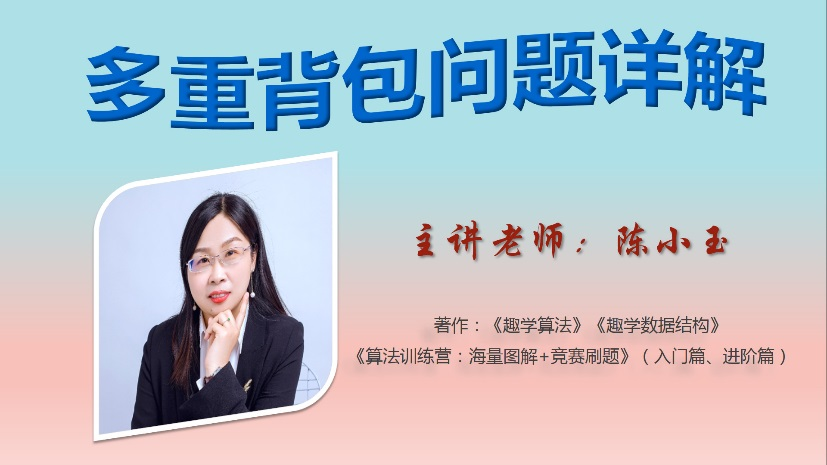 多重背包问题详解
主讲老师：陈小玉
著作：《趣学算法》《趣学数据结构》
《算法训练营：海量图解+竞赛刷题》（入门篇、进阶篇）